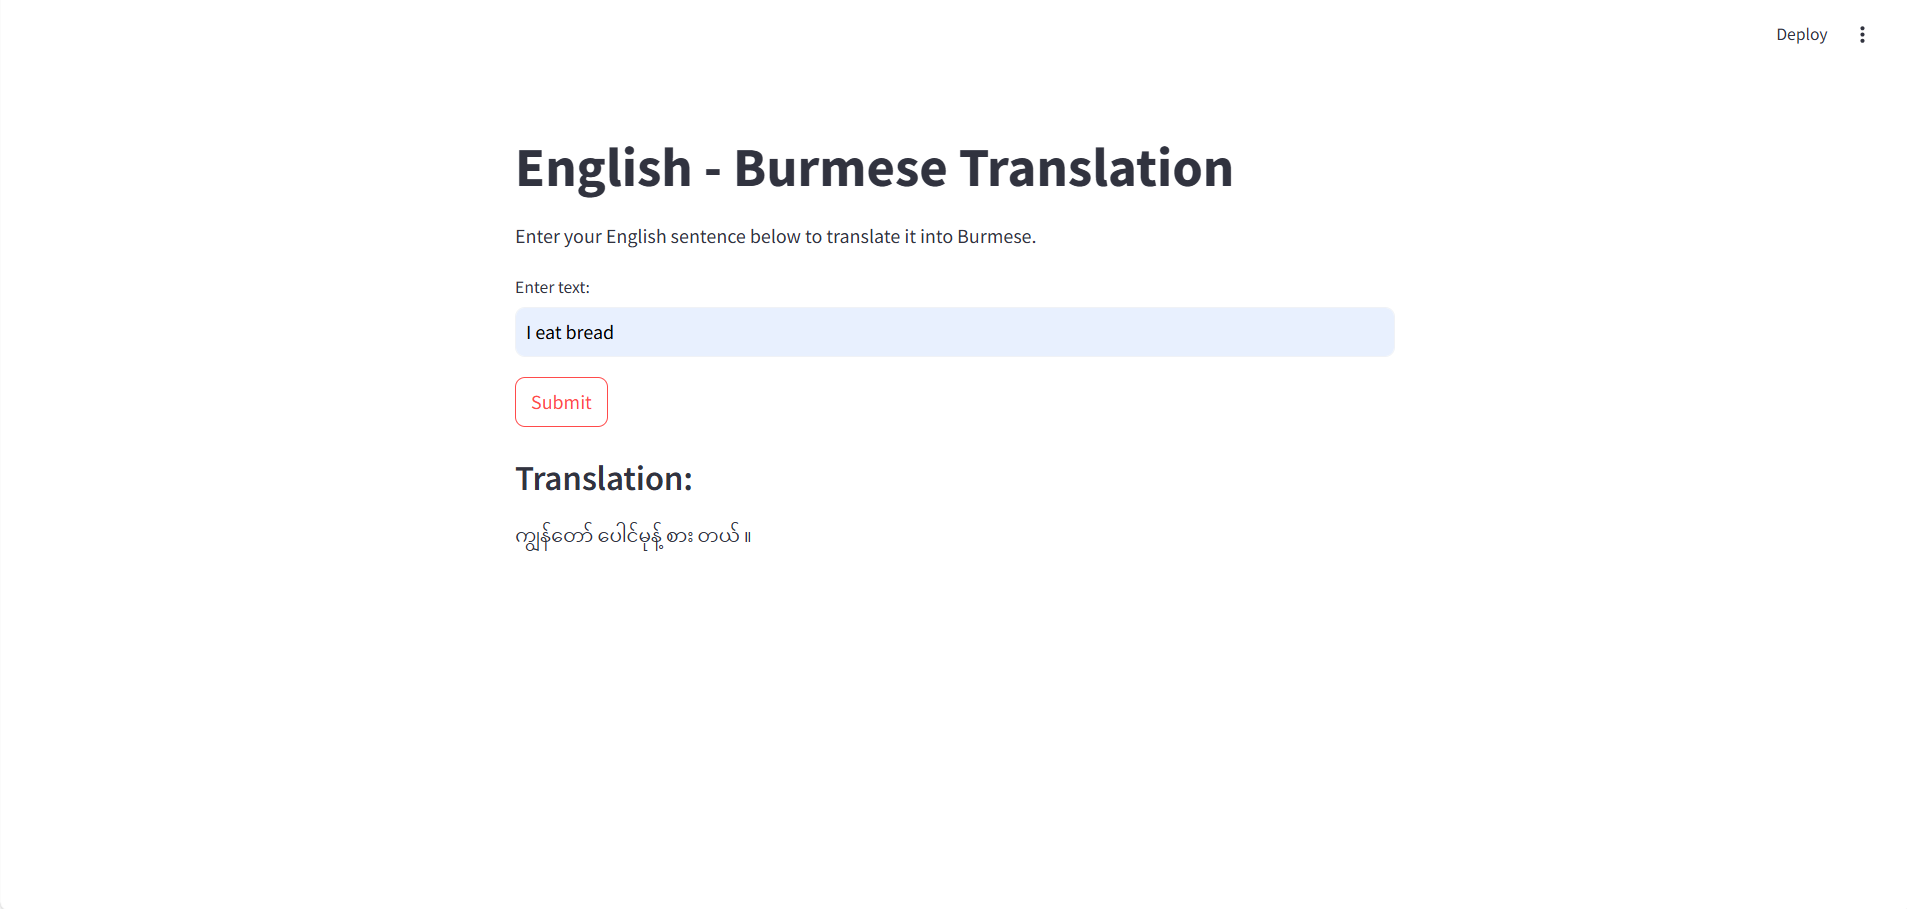 Deploy
English - Burmese Translation
Enter your English sentence below to translate it into Burmese.
Enter text:
I eat bread
Submit
Translation:
ကျွန်တော် ပေါင်မုန့် စား တယ် ။